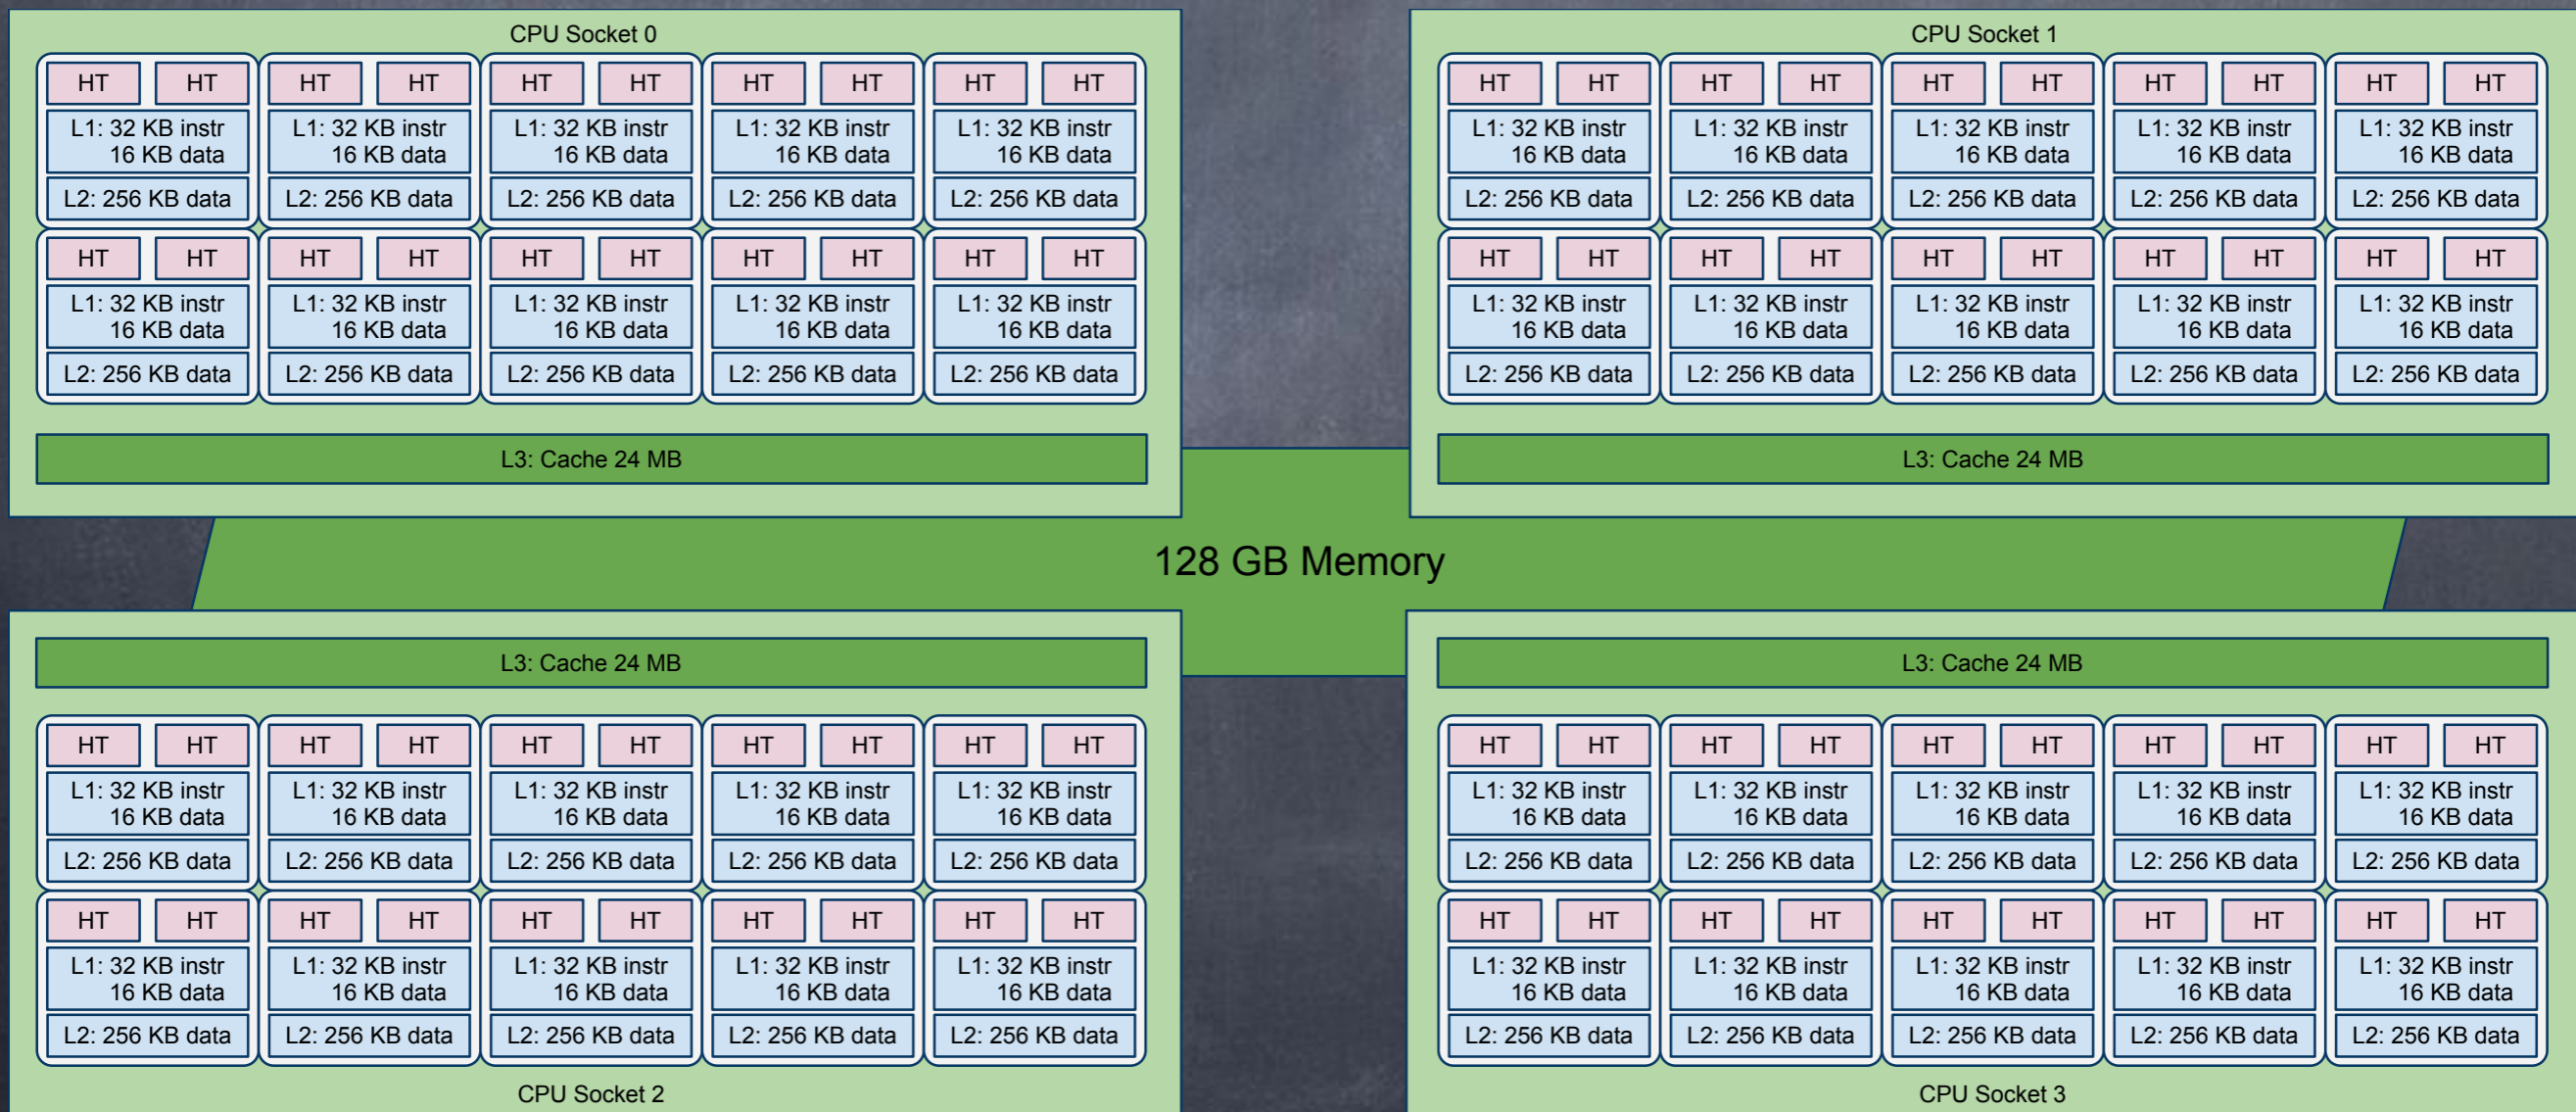 CPU Socket 0
HT HT HT HT HT HT HT HT HT HT
L1: 32 KB instr L1: 32 KB instr L1: 32 KB instr L1: 32 KB instr L1: 32 KB instr
16 KB data 16 KB data 16 KB data 16 KB data 16 KB data
L2: 256 KB data L2: 256 KB data L2: 256 KB data L2: 256 KB data L2: 256 KB data
HT HT HT HT HT HT HT HT HT HT
L1: 32 KB instr L1: 32 KB instr L1: 32 KB instr L1: 32 KB instr L1: 32 KB instr
16 KB data 16 KB data 16 KB data 16 KB data 16 KB data
L2: 256 KB data L2: 256 KB data L2: 256 KB data L2: 256 KB data L2: 256 KB data
L3: Cache 24 MB
CPU Socket 1
HT HT HT HT HT HT HT HT HT HT
L1: 32 KB instr L1: 32 KB instr L1: 32 KB instr L1: 32 KB instr L1: 32 KB instr
16 KB data 16 KB data 16 KB data 16 KB data 16 KB data
L2: 256 KB data L2: 256 KB data L2: 256 KB data L2: 256 KB data L2: 256 KB data
HT HT HT HT HT HT HT HT HT HT
L1: 32 KB instr L1: 32 KB instr L1: 32 KB instr L1: 32 KB instr L1: 32 KB instr
16 KB data 16 KB data 16 KB data 16 KB data 16 KB data
L2: 256 KB data L2: 256 KB data L2: 256 KB data L2: 256 KB data L2: 256 KB data
L3: Cache 24 MB
128 GB Memory
L3: Cache 24 MB
HT HT HT HT HT HT HT HT HT HT
L1: 32 KB instr L1: 32 KB instr L1: 32 KB instr L1: 32 KB instr L1: 32 KB instr
16 KB data 16 KB data 16 KB data 16 KB data 16 KB data
L2: 256 KB data L2: 256 KB data L2: 256 KB data L2: 256 KB data L2: 256 KB data
HT HT HT HT HT HT HT HT HT HT
L1: 32 KB instr L1: 32 KB instr L1: 32 KB instr L1: 32 KB instr L1: 32 KB instr
16 KB data 16 KB data 16 KB data 16 KB data 16 KB data
L2: 256 KB data L2: 256 KB data L2: 256 KB data L2: 256 KB data L2: 256 KB data
CPU Socket 2
L3: Cache 24 MB
HT HT HT HT HT HT HT HT HT HT
L1: 32 KB instr L1: 32 KB instr L1: 32 KB instr L1: 32 KB instr L1: 32 KB instr
16 KB data 16 KB data 16 KB data 16 KB data 16 KB data
L2: 256 KB data L2: 256 KB data L2: 256 KB data L2: 256 KB data L2: 256 KB data
HT HT HT HT HT HT HT HT HT HT
L1: 32 KB instr L1: 32 KB instr L1: 32 KB instr L1: 32 KB instr L1: 32 KB instr
16 KB data 16 KB data 16 KB data 16 KB data 16 KB data
L2: 256 KB data L2: 256 KB data L2: 256 KB data L2: 256 KB data L2: 256 KB data
CPU Socket 3